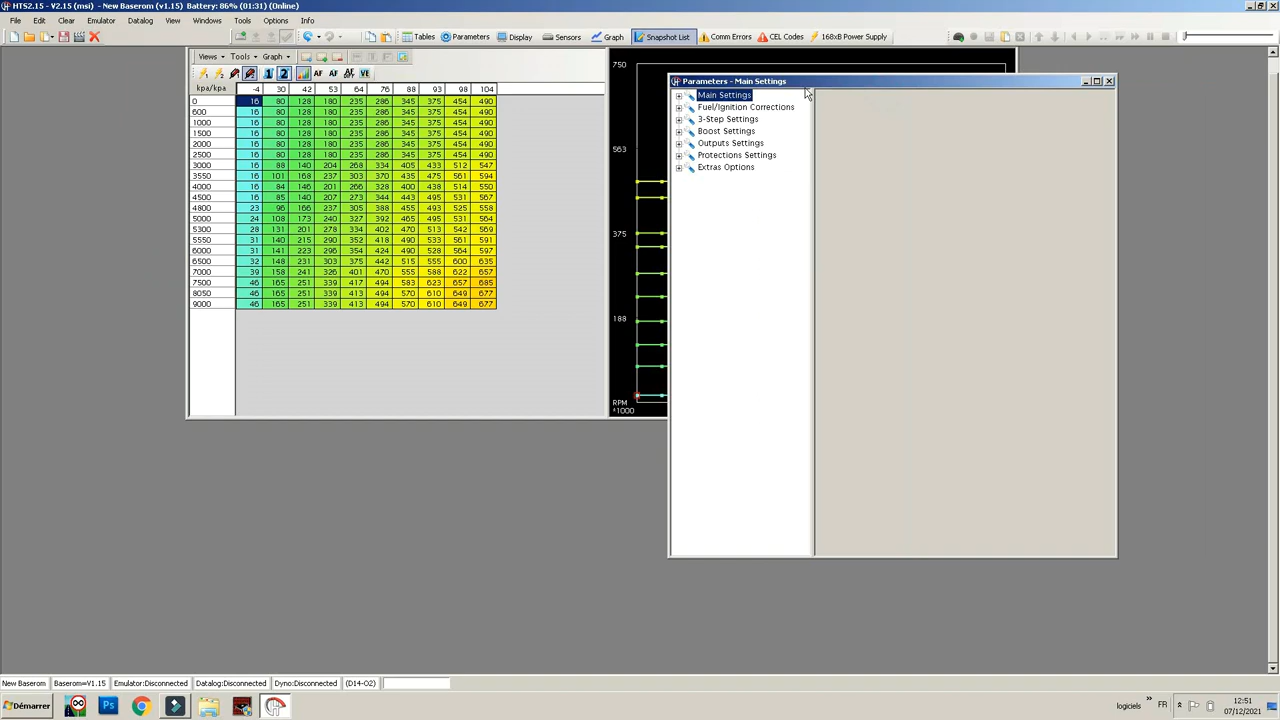 HTS2.15 - V2.15 (msi) - New Baserom (v1.15) Battery: 86% (01:31) (Online)
File Edit Clear Emulator Datalog View Windows Tools Options Info
Tables Parameters Display Sensors Graph Snapshot List Comm Errors CEL Codes 168xB Power Supply
Views Tools Graph
1 2 AF AF ΔF VE
kpa/kpa -4 30 42 53 64 76 88 93 98 104
0 16 80 128 180 235 286 345 375 454 490
600 16 80 128 180 235 286 345 375 454 490
1000 16 80 128 180 235 286 345 375 454 490
1500 16 80 128 180 235 286 345 375 454 490
2000 16 80 128 180 235 286 345 375 454 490
2500 16 80 128 180 235 286 345 375 454 490
3000 16 88 140 204 268 334 405 433 512 547
3550 16 101 168 237 303 370 435 475 561 594
4000 16 84 146 201 266 328 400 438 514 550
4500 16 85 140 207 273 344 443 495 531 567
4800 23 96 166 237 305 388 455 493 525 558
5000 24 108 173 240 327 392 465 495 531 564
5300 28 131 201 278 334 402 470 513 542 569
5550 31 140 215 290 352 418 490 533 561 591
6000 31 141 223 296 354 424 490 528 564 597
6500 32 148 231 303 375 442 515 555 600 635
7000 39 158 241 326 401 470 555 588 622 657
7500 46 165 251 339 417 494 583 623 657 685
8050 46 165 251 339 413 494 570 610 649 677
9000 46 165 251 339 413 494 570 610 649 677
750
563
375
188
RPM
*1000
Parameters - Main Settings
Main Settings
Fuel/Ignition Corrections
3-Step Settings
Boost Settings
Outputs Settings
Protections Settings
Extras Options
New Baserom Baserom=V1.15 Emulator:Disconnected Datalog:Disconnected Dyno:Disconnected (D14-O2)
Démarrer Ps logiciels » FR 12:51
07/12/2021